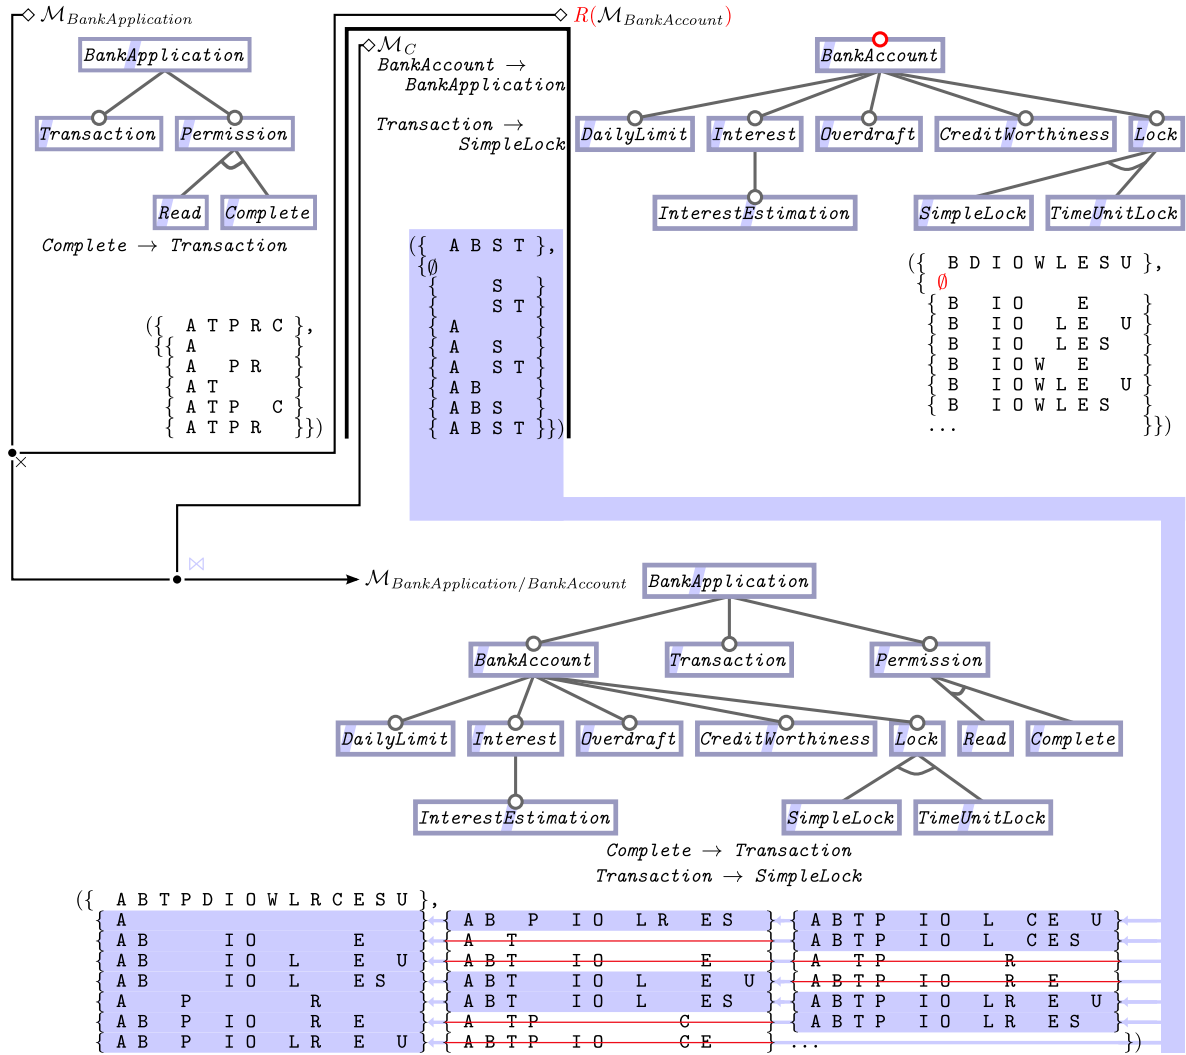 M_BankApplication
BankApplication
Transaction
Permission
Read
Complete
Complete → Transaction
({ A T P R C },
{{ A }
{ A P R }
{ A T }
{ A T P C }
{ A T P R }})
×
M_C
BankAccount →
BankApplication
Transaction →
SimpleLock
({ A B S T },
{∅
{ S }
{ S T }
{ A }
{ A S }
{ A S T }
{ A B }
{ A B S }
{ A B S T }})
R(M_BankAccount)
BankAccount
DailyLimit
Interest
Overdraft
CreditWorthiness
Lock
InterestEstimation
SimpleLock
TimeUnitLock
({ B D I O W L E S U },
{ ∅
{ B I O E }
{ B I O L E U }
{ B I O L E S }
{ B I O W E }
{ B I O W L E U }
{ B I O W L E S }
... }})
⋈
M_BankApplication/BankAccount
BankApplication
BankAccount
Transaction
Permission
DailyLimit
Interest
Overdraft
CreditWorthiness
Lock
Read
Complete
InterestEstimation
SimpleLock
TimeUnitLock
Complete → Transaction
Transaction → SimpleLock
({ A B T P D I O W L R C E S U },
{ A } { A B P I O L R E S } { A B T P I O L C E U }
{ A B I O E } { A T } { A B T P I O L C E S }
{ A B I O L E U } { A B T I O E } { A T P R }
{ A B I O L E S } { A B T I O L E U } { A B T P I O R E }
{ A P R } { A B T I O L E S } { A B T P I O L R E U }
{ A B P I O R E } { A T P C } { A B T P I O L R E S }
{ A B P I O L R E U } { A B T P I O C E } ... })